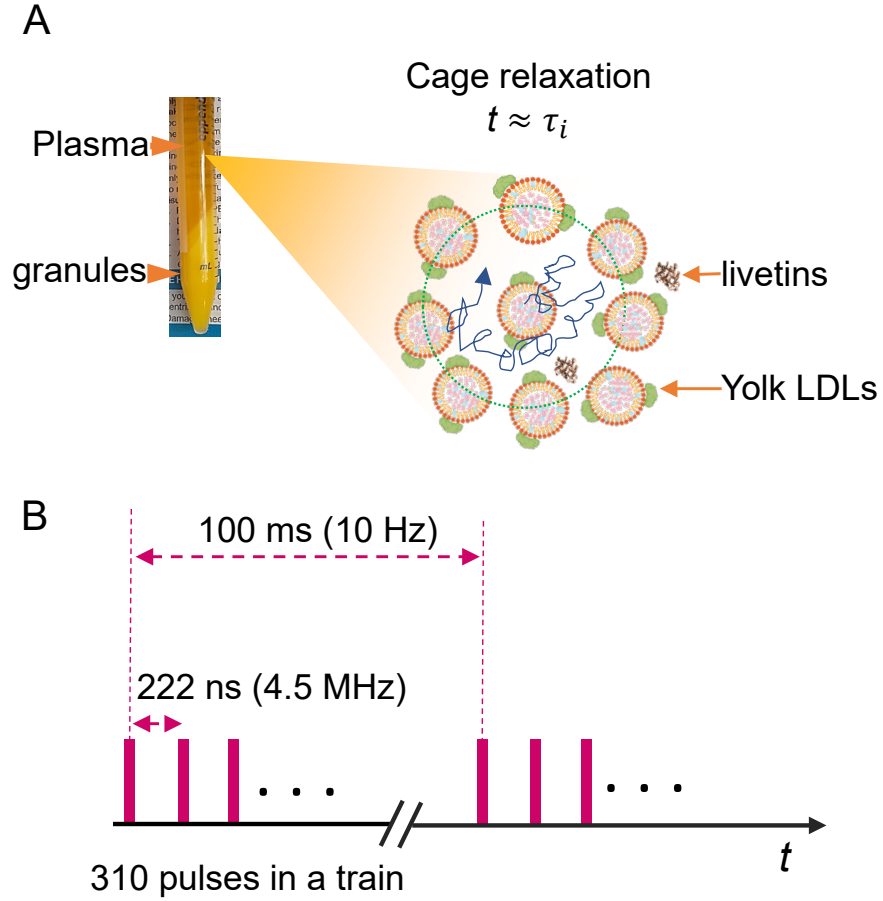 A
Cage relaxation
t ≈ τᵢ
Plasma
granules
mL
livetins
Yolk LDLs
B
100 ms (10 Hz)
222 ns (4.5 MHz)
. . .
. . .
t
310 pulses in a train